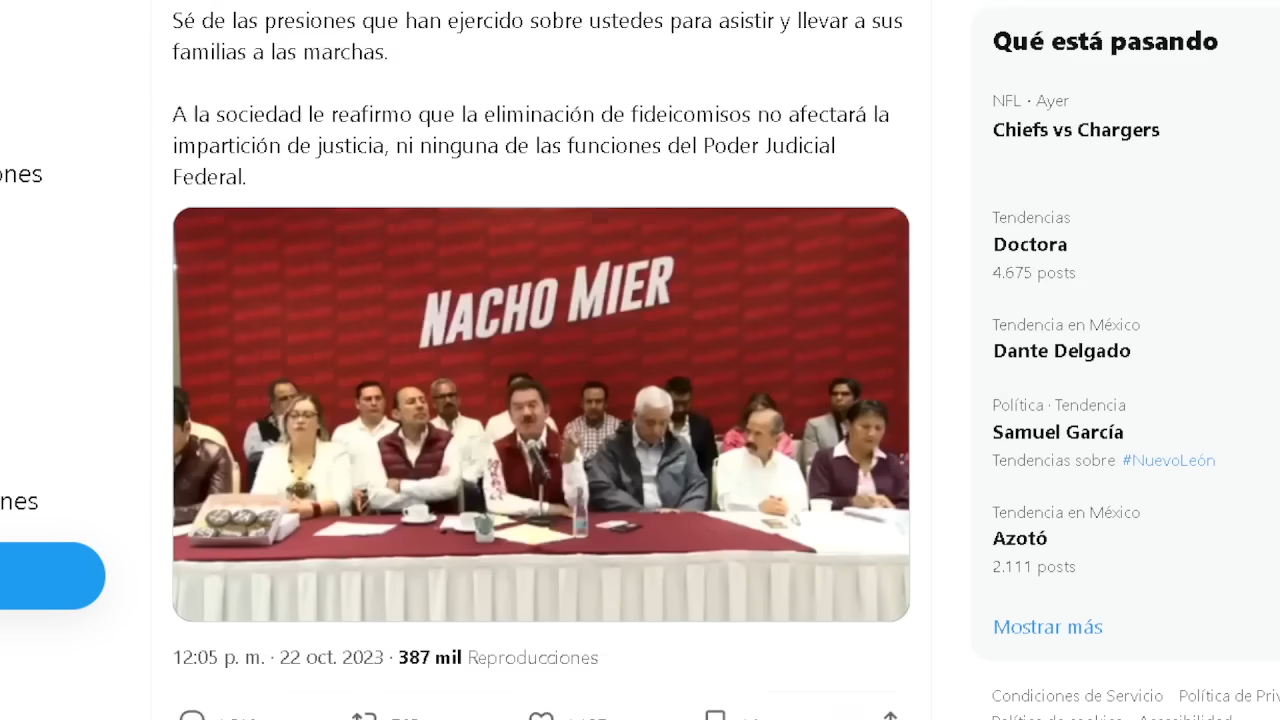 Sé de las presiones que han ejercido sobre ustedes para asistir y llevar a sus
familias a las marchas.
A la sociedad le reafirmo que la eliminación de fideicomisos no afectará la
impartición de justicia, ni ninguna de las funciones del Poder Judicial
Federal.
NACHO MIER
12:05 p. m. · 22 oct. 2023 · 387 mil Reproducciones
ones
nes
Qué está pasando
NFL · Ayer
Chiefs vs Chargers
Tendencias
Doctora
4.675 posts
Tendencia en México
Dante Delgado
Política · Tendencia
Samuel García
Tendencias sobre #NuevoLeón
Tendencia en México
Azotó
2.111 posts
Mostrar más
Condiciones de Servicio Política de Priv